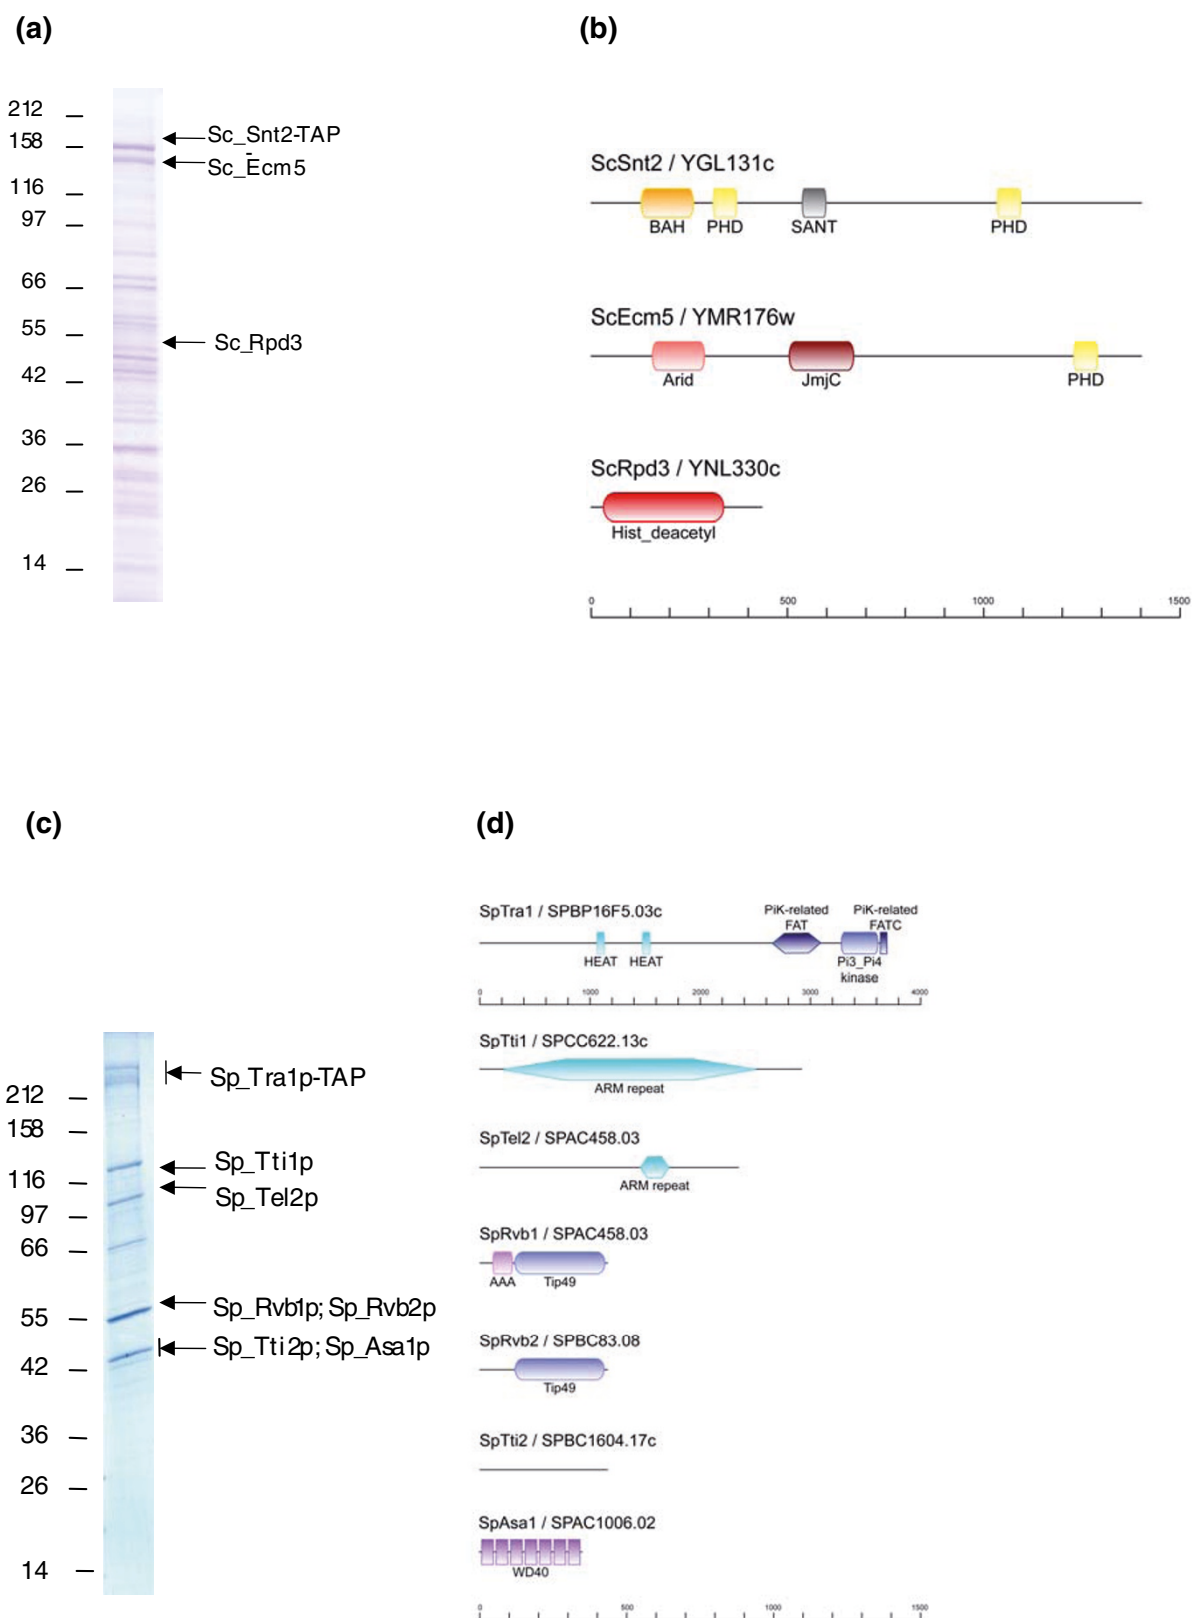 (a)
212
158
116
97
66
55
42
36
26
14
Sc_Snt2-TAP
Sc_Ecm5
Sc_Rpd3
(b)
ScSnt2 / YGL131c
BAH PHD SANT PHD
ScEcm5 / YMR176w
Arid JmjC PHD
ScRpd3 / YNL330c
Hist_deacetyl
0 500 1000 1500
(c)
212
158
116
97
66
55
42
36
26
14
Sp_Tra1p-TAP
Sp_Tti1p
Sp_Tel2p
Sp_Rvb1p; Sp_Rvb2p
Sp_Tti2p; Sp_Asa1p
(d)
SpTra1 / SPBP16F5.03c
PiK-related PiK-related
FAT FATC
HEAT HEAT Pi3_Pi4
kinase
0 1000 2000 3000 4000
SpTti1 / SPCC622.13c
ARM repeat
SpTel2 / SPAC458.03
ARM repeat
SpRvb1 / SPAC458.03
AAA Tip49
SpRvb2 / SPBC83.08
Tip49
SpTti2 / SPBC1604.17c
SpAsa1 / SPAC1006.02
WD40
0 500 1000 1500